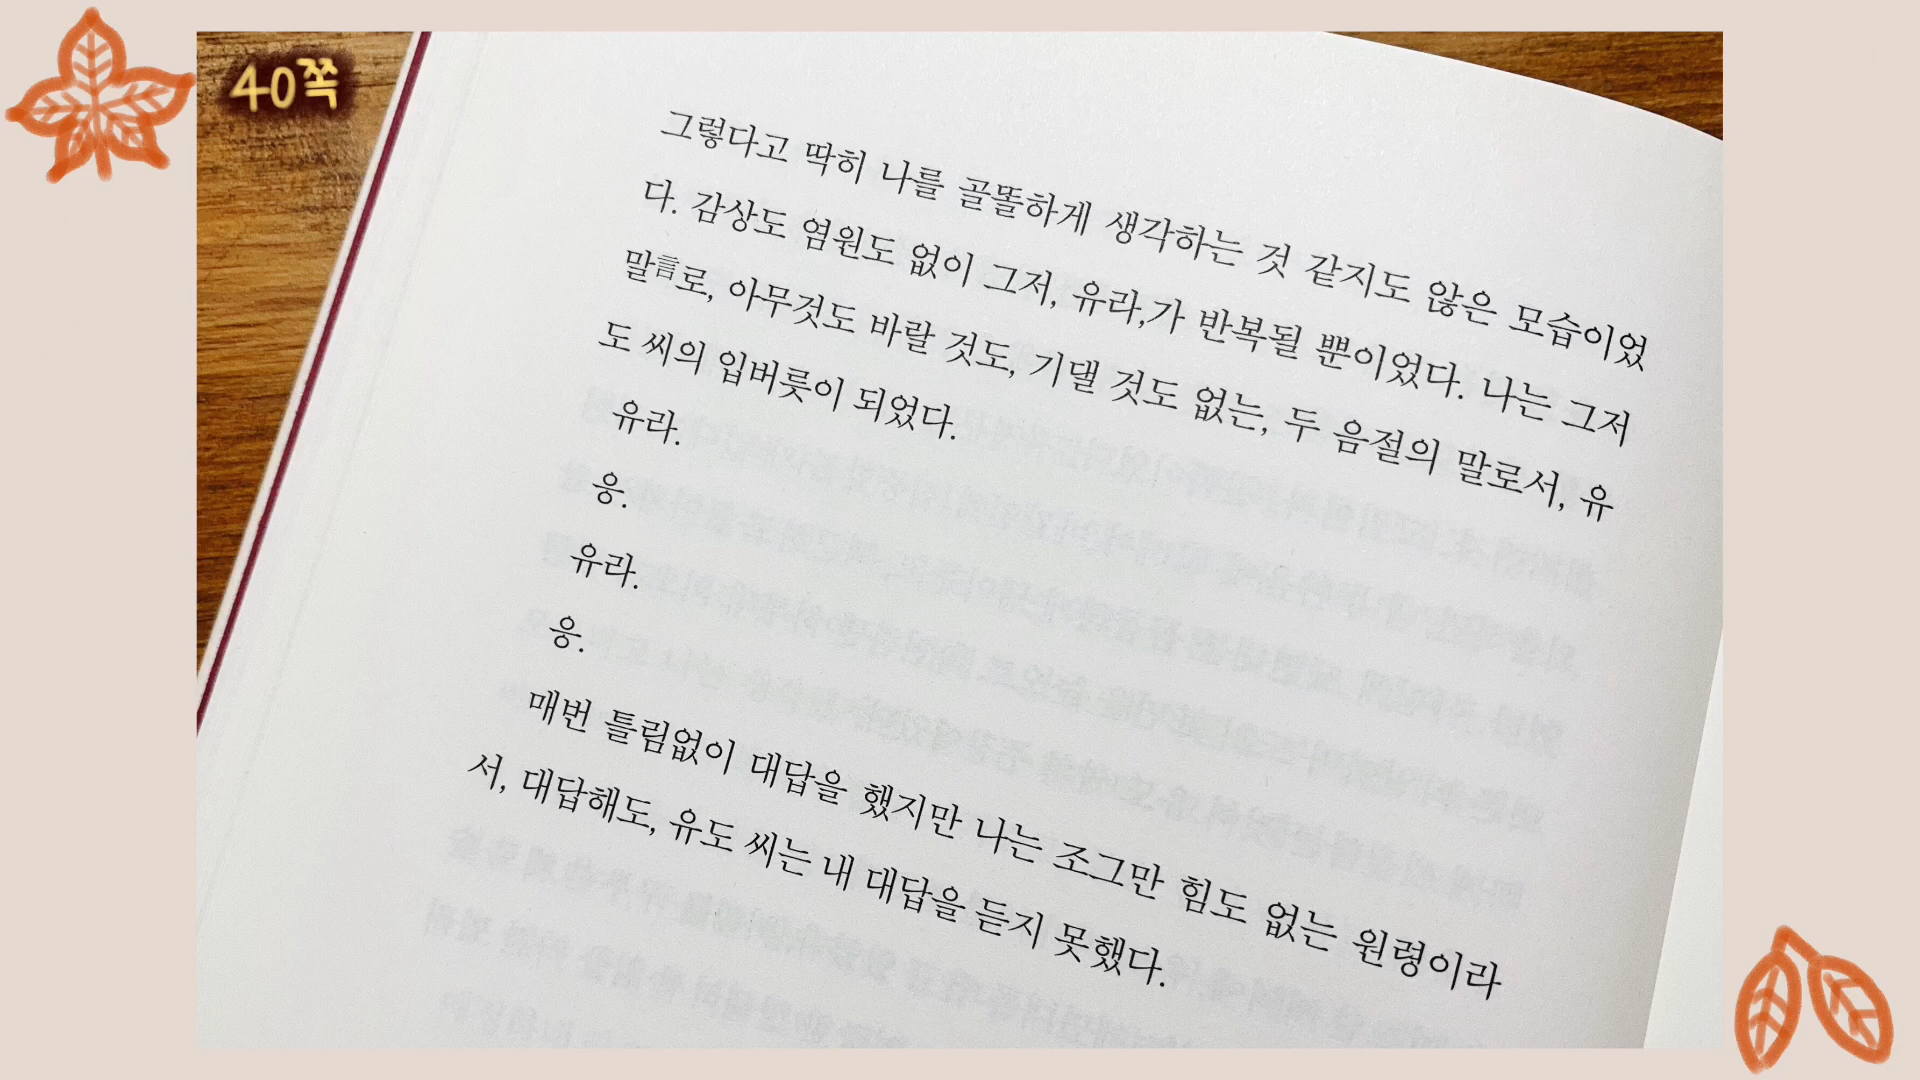 40쪽
그렇다고 딱히 나를 골똘하게 생각하는 것 같지도 않은 모습이었
다. 감상도 염원도 없이 그저, 유라,가 반복될 뿐이었다. 나는 그저
말言로, 아무것도 바랄 것도, 기댈 것도 없는, 두 음절의 말로서, 유
도 씨의 입버릇이 되었다.
유라.
응.
유라.
응.
매번 틀림없이 대답을 했지만 나는 조그만 힘도 없는 원령이라
서, 대답해도, 유도 씨는 내 대답을 듣지 못했다.